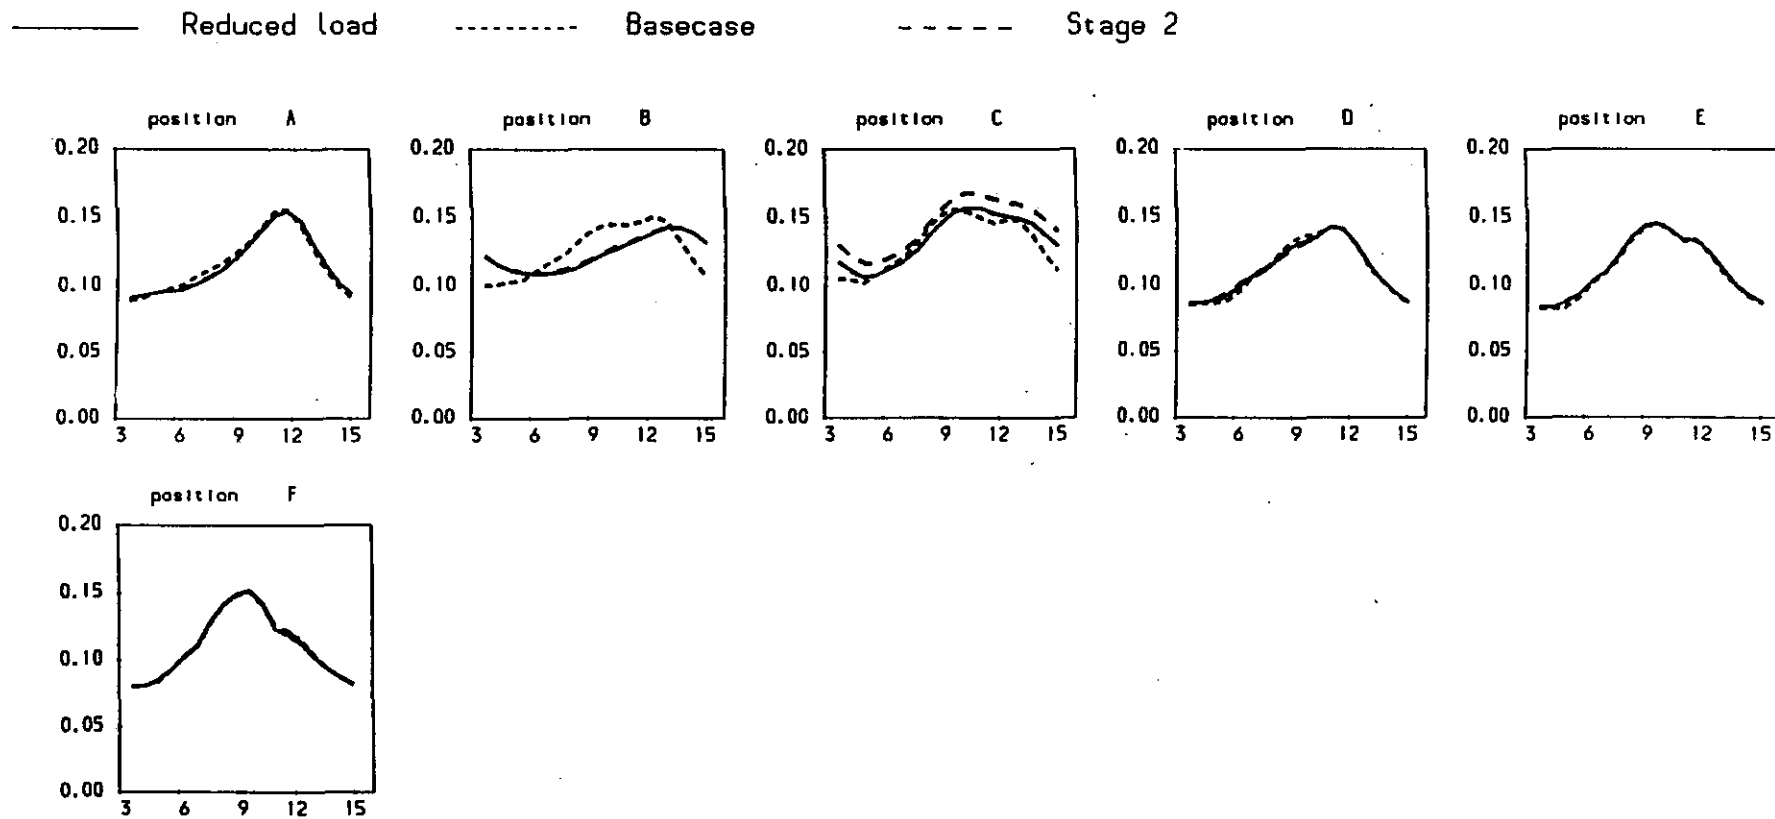 Reduced load Basecase Stage 2
position A position B position C position D position E
0.20 0.20 0.20 0.20 0.20
0.15 0.15 0.15 0.15 0.15
0.10 0.10 0.10 0.10 0.10
0.05 0.05 0.05 0.05 0.05
0.00 0.00 0.00 0.00 0.00
3 6 9 12 15 3 6 9 12 15 3 6 9 12 15 3 6 9 12 15 3 6 9 12 15
position F
0.20
0.15
0.10
0.05
0.00
3 6 9 12 15